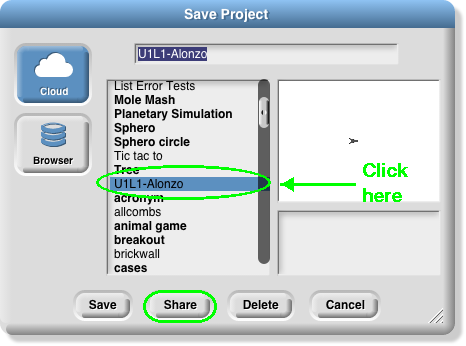 Save Project
U1L1-Alonzo
Cloud
Browser
List Error Tests
Mole Mash
Planetary Simulation
Sphero
Sphero circle
Tic tac to
Tree
U1L1-Alonzo
acronym
allcombs
animal game
breakout
brickwall
cases
Click
here
Save
Share
Delete
Cancel